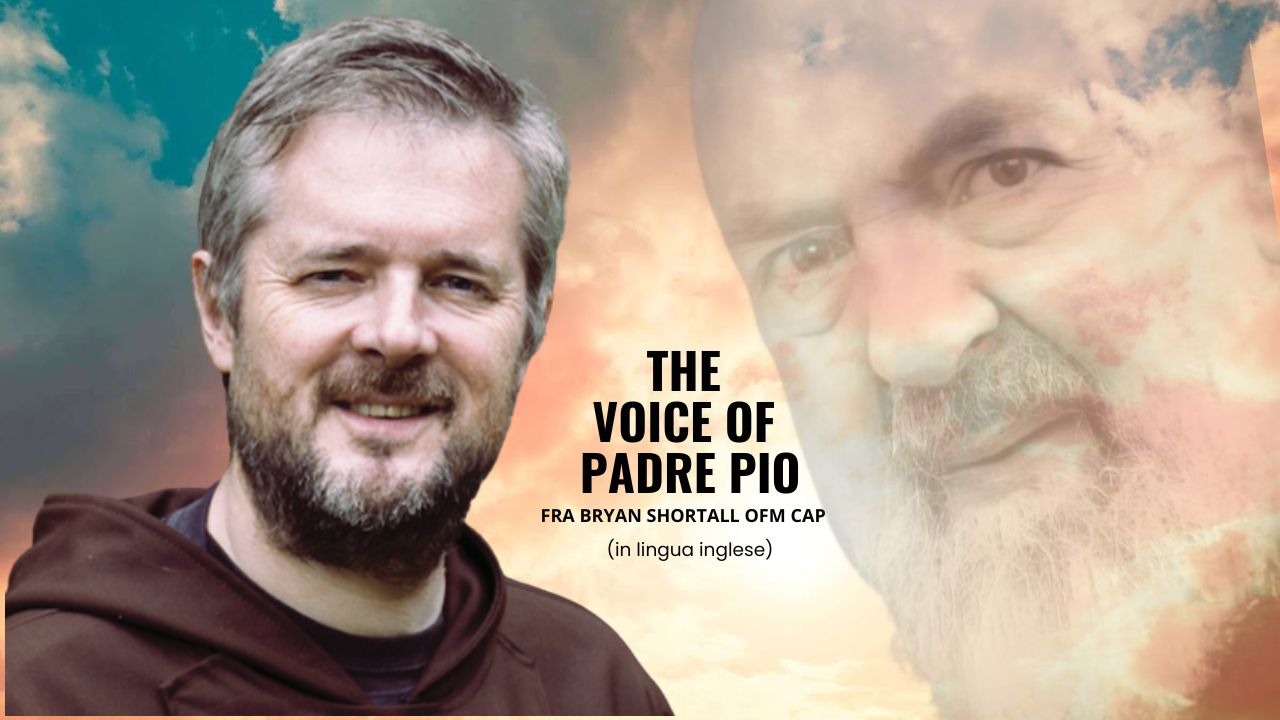 THE
VOICE OF
PADRE PIO
FRA BRYAN SHORTALL OFM CAP
(in lingua inglese)